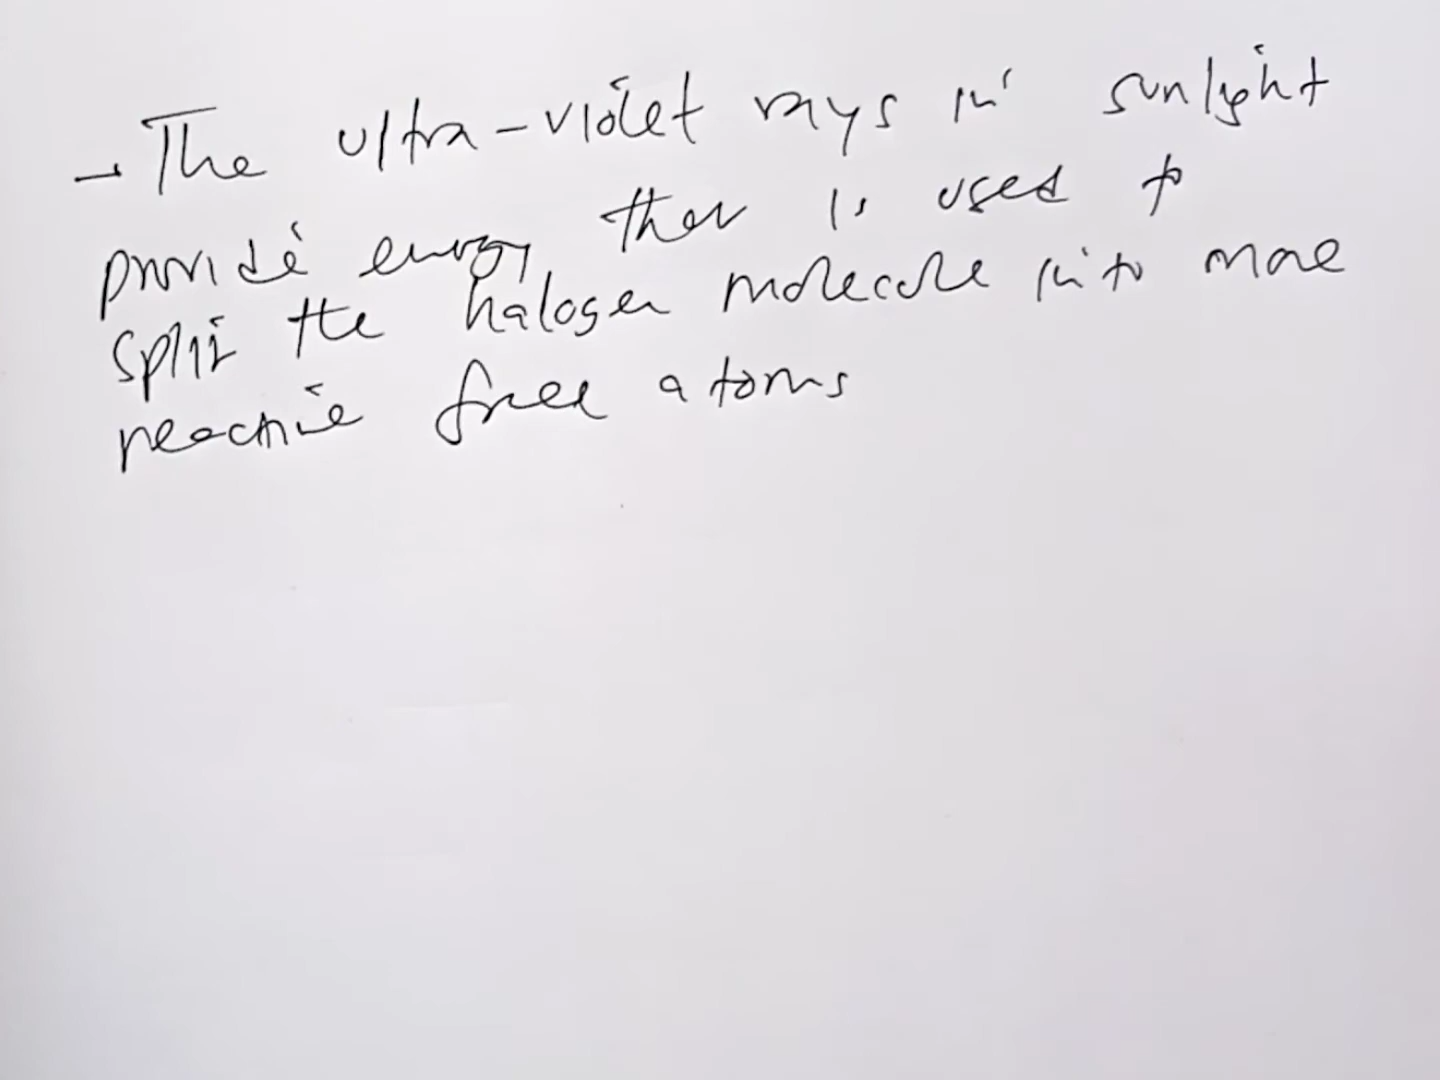 - The ultra-violet rays in sunlight
provide energy that is used to
split the halogen molecule into more
reactive free atoms